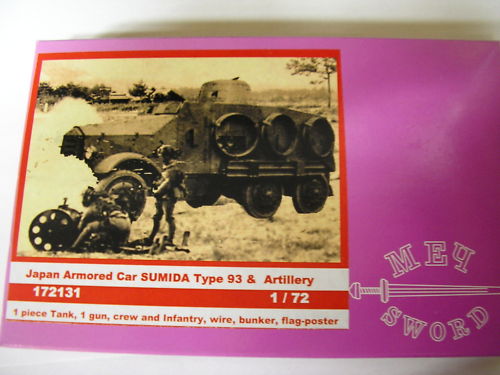 Japan Armored Car SUMIDA Type 93 & Artillery
172131 1 / 72
1 piece Tank, 1 gun, crew and Infantry, wire, bunker, flag-poster
МЕЧ
SWORD